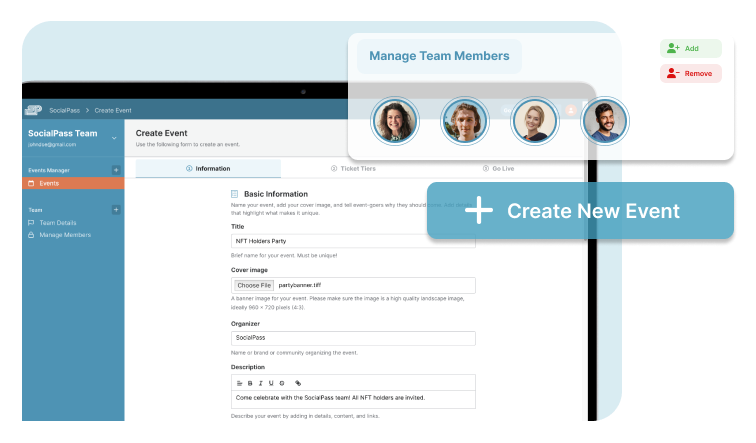 Manage Team Members
Add
Remove
SocialPass > Create Event
SocialPass Team
johndoe@gmail.com
Create Event
Use the following form to create an event.
Events Manager
Events
Team
Team Details
Manage Members
1 Information
2 Ticket Tiers
3 Go Live
Create New Event
Basic Information
Name your event, add your cover image, and tell event-goers why they should
that highlight what makes it unique.
Title
NFT Holders Party
Brief name for your event. Must be unique!
Cover image
Choose File partybanner.tiff
A banner image for your event. Please make sure the image is a high quality landscape image,
ideally 960 x 720 pixels (4:3).
Organizer
SocialPass
Name or brand or community organizing the event.
Description
B I U
Come celebrate with the SocialPass team! All NFT holders are invited.
Describe your event by adding in details, content, and links.